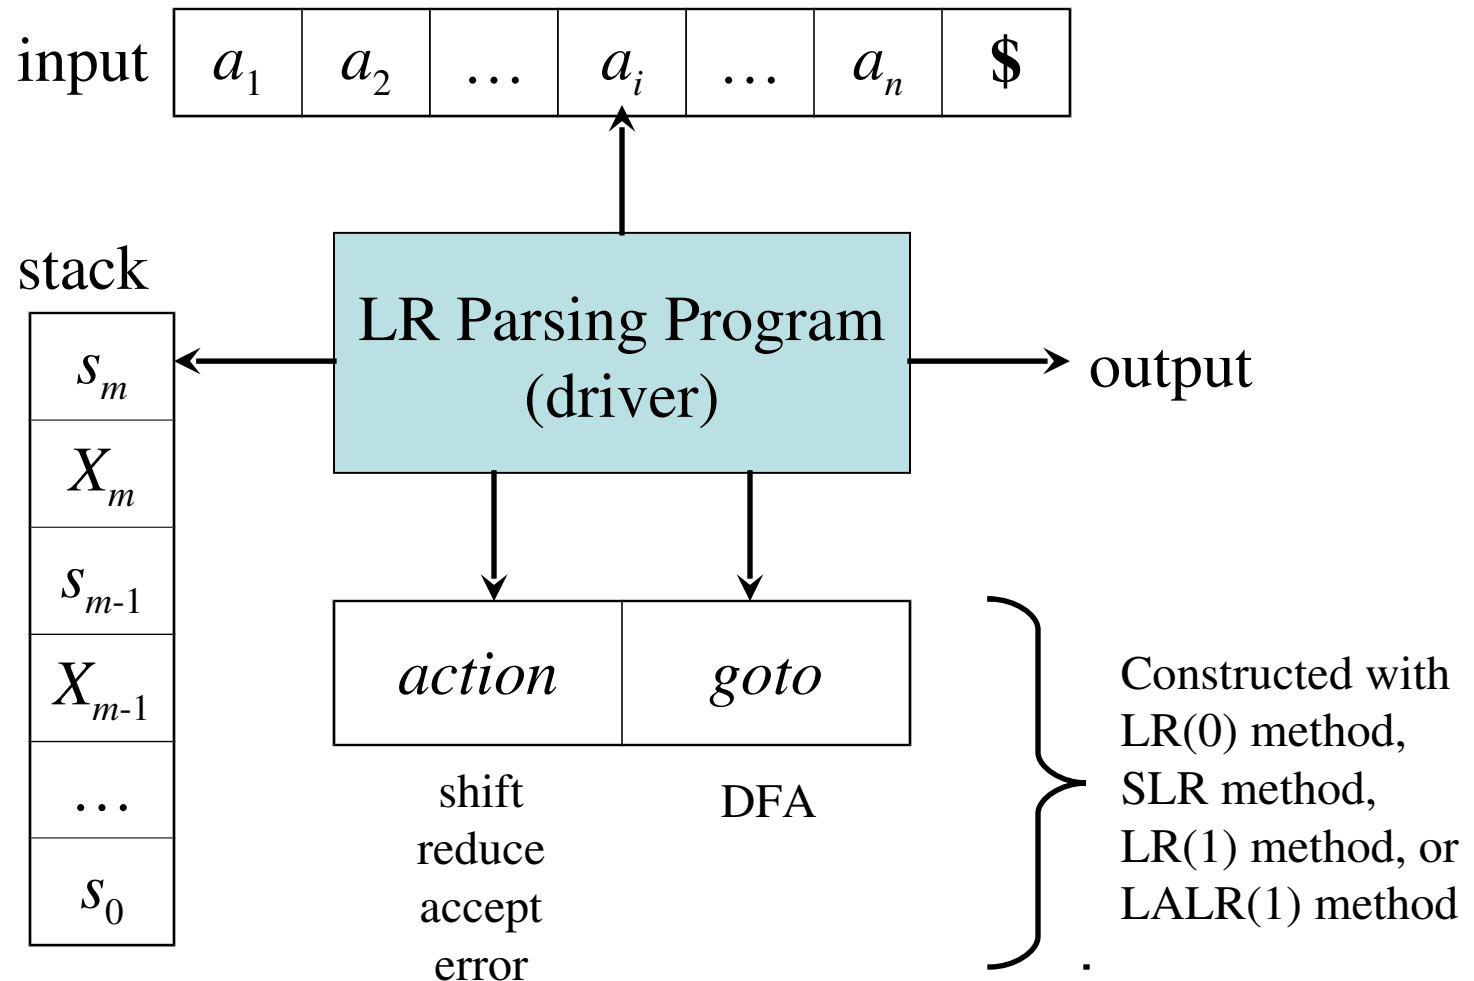 input a₁ a₂ … aᵢ … aₙ $
stack
LR Parsing Program
(driver)
output
sₘ
Xₘ
sₘ₋₁
Xₘ₋₁
…
s₀
action goto
shift
reduce
accept
error
DFA
Constructed with
LR(0) method,
SLR method,
LR(1) method, or
LALR(1) method
.